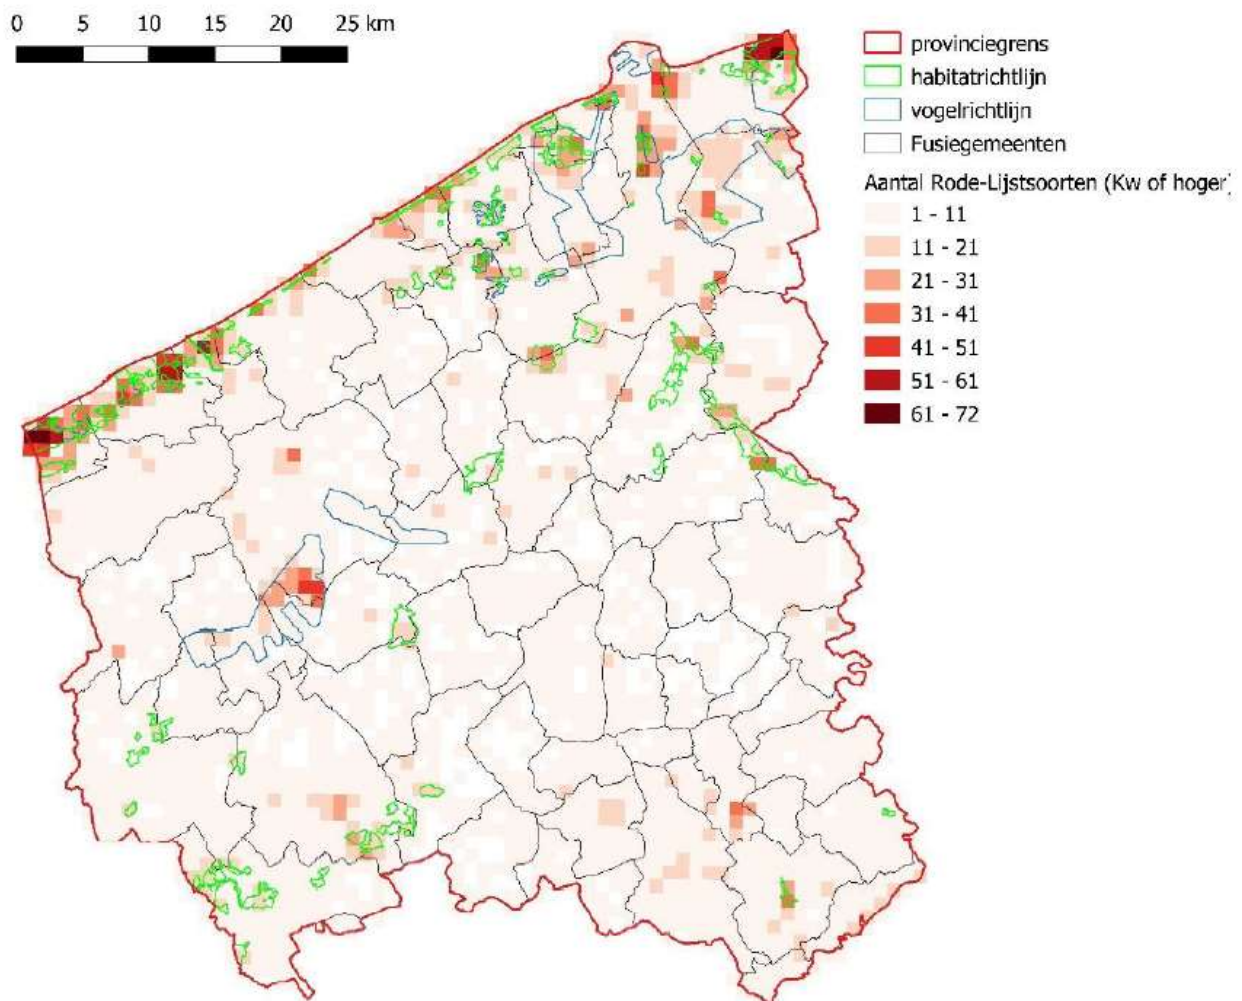 0 5 10 15 20 25 km
provinciegrens
habitatrichtlijn
vogelrichtlijn
Fusiegemeenten
Aantal Rode-Lijstsoorten (Kw of hoger)
1 - 11
11 - 21
21 - 31
31 - 41
41 - 51
51 - 61
61 - 72